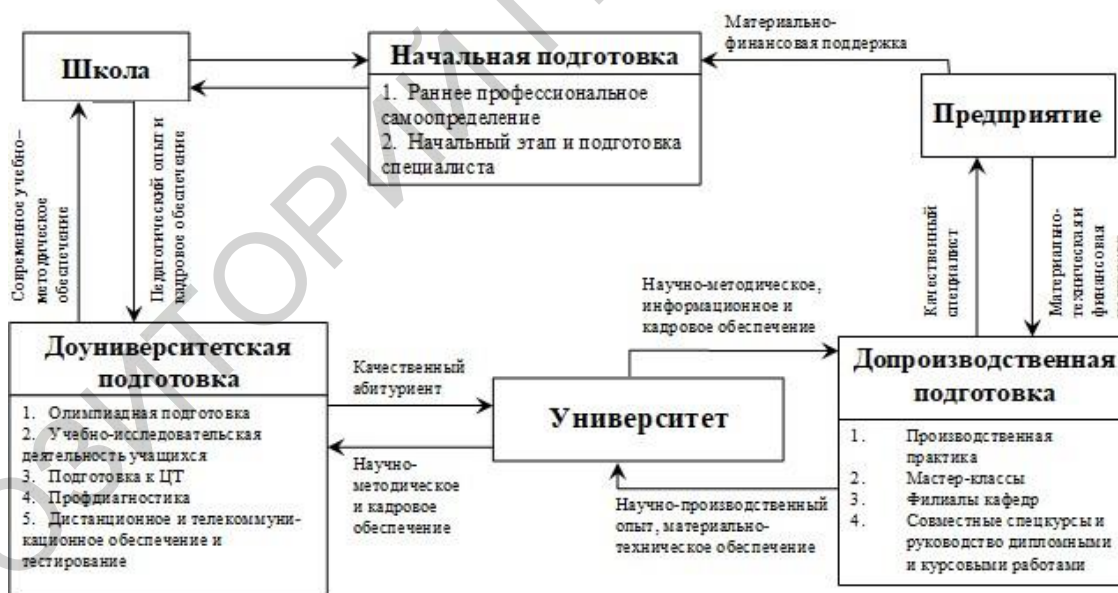 Школа
Начальная подготовка
1. Раннее профессиональное
самоопределение
2. Начальный этап и подготовка
специалиста
Материально-
финансовая поддержка
Предприятие
Современное учебно–
методическое
обеспечение
Педагогический опыт и
кадровое обеспечение
Качественный
специалист
Материально-
техническая и
финансовая
Доуниверситетская
подготовка
1. Олимпиадная подготовка
2. Учебно-исследовательская
деятельность учащихся
3. Подготовка к ЦТ
4. Профдиагностика
5. Дистанционное и телекоммуни-
кационное обеспечение и
тестирование
Качественный
абитуриент
Научно-
методическое
и кадровое
обеспечение
Университет
Научно-методическое,
информационное и
кадровое обеспечение
Научно-производственный
опыт, материально-
техническое обеспечение
Допроизводственная
подготовка
1. Производственная
практика
2. Мастер-классы
3. Филиалы кафедр
4. Совместные спецкурсы и
руководство дипломными
и курсовыми работами
ОЗИТОРИЙ Г